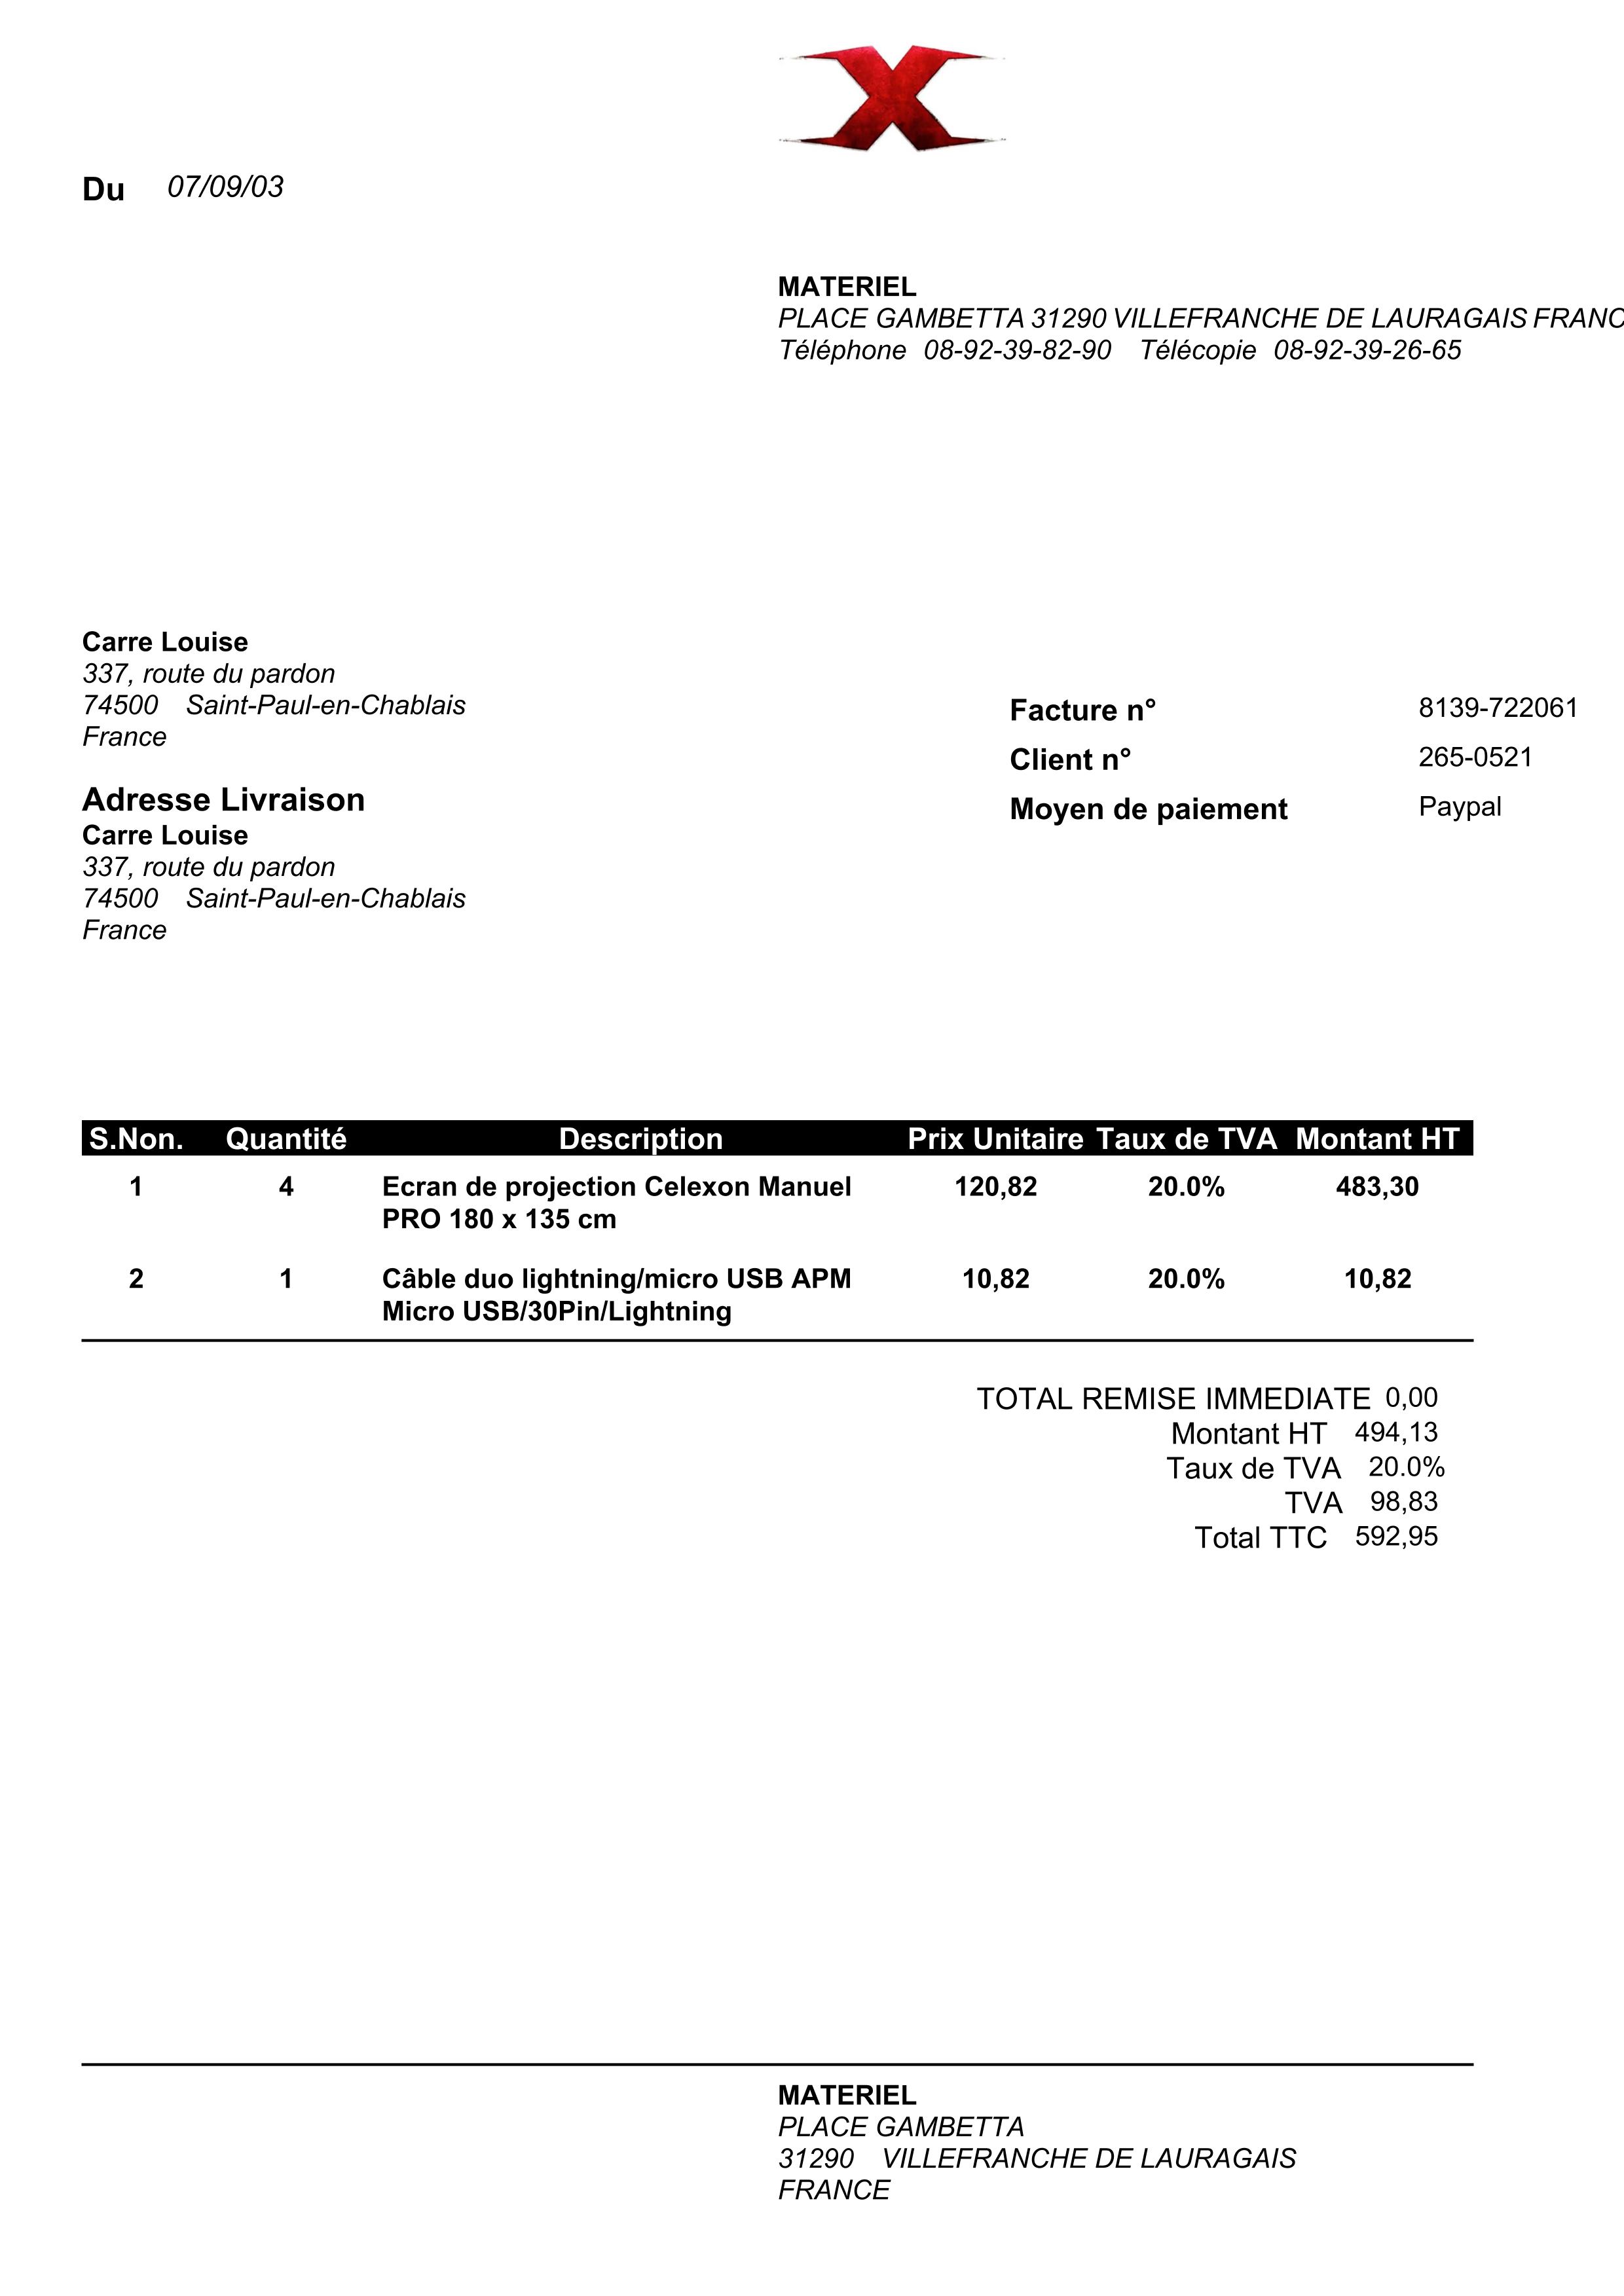 X
Du 07/09/03
MATERIEL
PLACE GAMBETTA 31290 VILLEFRANCHE DE LAURAGAIS FRANC
Téléphone 08-92-39-82-90 Télécopie 08-92-39-26-65
Carre Louise
337, route du pardon
74500 Saint-Paul-en-Chablais
France
Facture n° 8139-722061
Client n° 265-0521
Moyen de paiement Paypal
Adresse Livraison
Carre Louise
337, route du pardon
74500 Saint-Paul-en-Chablais
France
S.Non. Quantité Description Prix Unitaire Taux de TVA Montant HT
1 4 Ecran de projection Celexon Manuel 120,82 20.0% 483,30
PRO 180 x 135 cm
2 1 Câble duo lightning/micro USB APM 10,82 20.0% 10,82
Micro USB/30Pin/Lightning
TOTAL REMISE IMMEDIATE 0,00
Montant HT 494,13
Taux de TVA 20.0%
TVA 98,83
Total TTC 592,95
MATERIEL
PLACE GAMBETTA
31290 VILLEFRANCHE DE LAURAGAIS
FRANCE